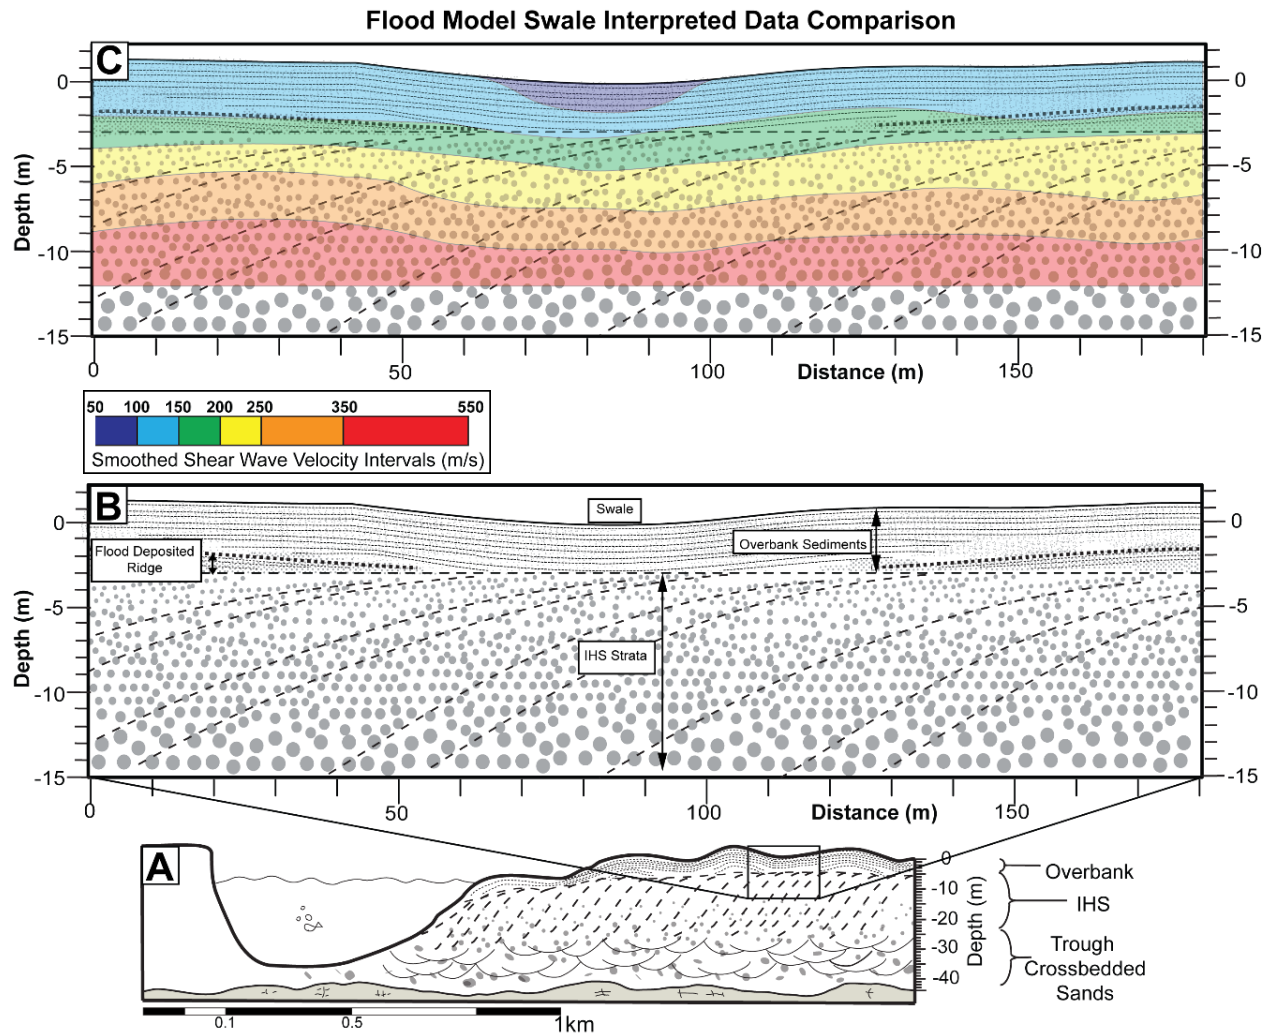 Flood Model Swale Interpreted Data Comparison
C
0
-5
-10
-15
Depth (m)
0
-5
-10
-15
0
50
100
Distance (m)
150
50 100 150 200 250 350 550
Smoothed Shear Wave Velocity Intervals (m/s)
B
Swale
Overbank Sediments
Flood Deposited
Ridge
IHS Strata
0
-5
-10
-15
Depth (m)
0
-5
-10
-15
0
50
100
Distance (m)
150
A
0
-10
-20
-30
-40
Depth (m)
Overbank
IHS
Trough
Crossbedded
Sands
0.1
0.5
1km